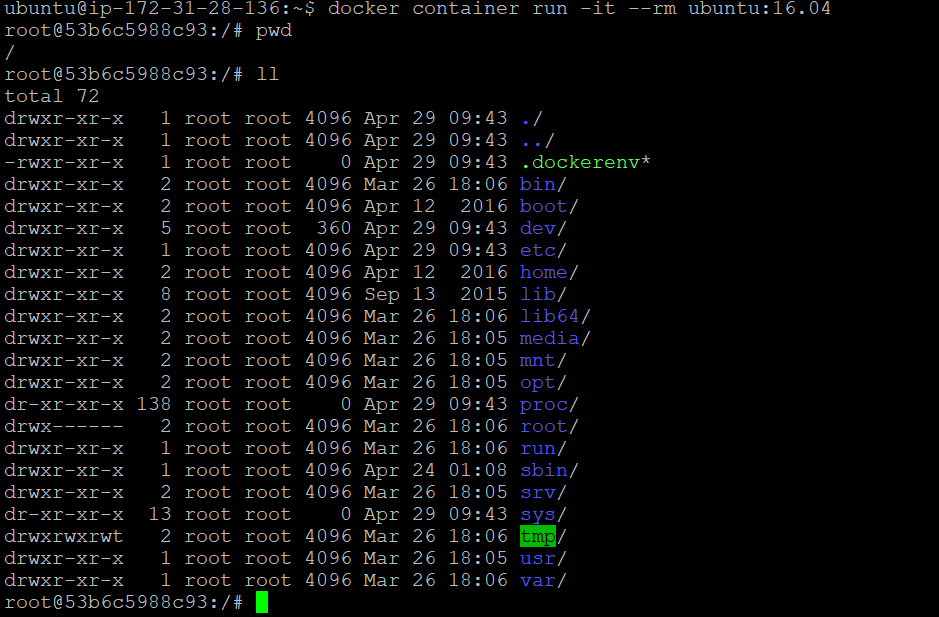 ubuntu@ip-172-31-28-136:~$ docker container run -it --rm ubuntu:16.04
root@53b6c5988c93:/# pwd
/
root@53b6c5988c93:/# ll
total 72
drwxr-xr-x   1 root root 4096 Apr 29 09:43 ./
drwxr-xr-x   1 root root 4096 Apr 29 09:43 ../
-rwxr-xr-x   1 root root    0 Apr 29 09:43 .dockerenv*
drwxr-xr-x   2 root root 4096 Mar 26 18:06 bin/
drwxr-xr-x   2 root root 4096 Apr 12  2016 boot/
drwxr-xr-x   5 root root  360 Apr 29 09:43 dev/
drwxr-xr-x   1 root root 4096 Apr 29 09:43 etc/
drwxr-xr-x   2 root root 4096 Apr 12  2016 home/
drwxr-xr-x   8 root root 4096 Sep 13  2015 lib/
drwxr-xr-x   2 root root 4096 Mar 26 18:06 lib64/
drwxr-xr-x   2 root root 4096 Mar 26 18:05 media/
drwxr-xr-x   2 root root 4096 Mar 26 18:05 mnt/
drwxr-xr-x   2 root root 4096 Mar 26 18:05 opt/
dr-xr-xr-x 138 root root    0 Apr 29 09:43 proc/
drwx------   2 root root 4096 Mar 26 18:06 root/
drwxr-xr-x   1 root root 4096 Mar 26 18:06 run/
drwxr-xr-x   1 root root 4096 Apr 24 01:08 sbin/
drwxr-xr-x   2 root root 4096 Mar 26 18:05 srv/
dr-xr-xr-x  13 root root    0 Apr 29 09:43 sys/
drwxrwxrwt   2 root root 4096 Mar 26 18:06 tmp/
drwxr-xr-x   1 root root 4096 Mar 26 18:05 usr/
drwxr-xr-x   1 root root 4096 Mar 26 18:06 var/
root@53b6c5988c93:/#